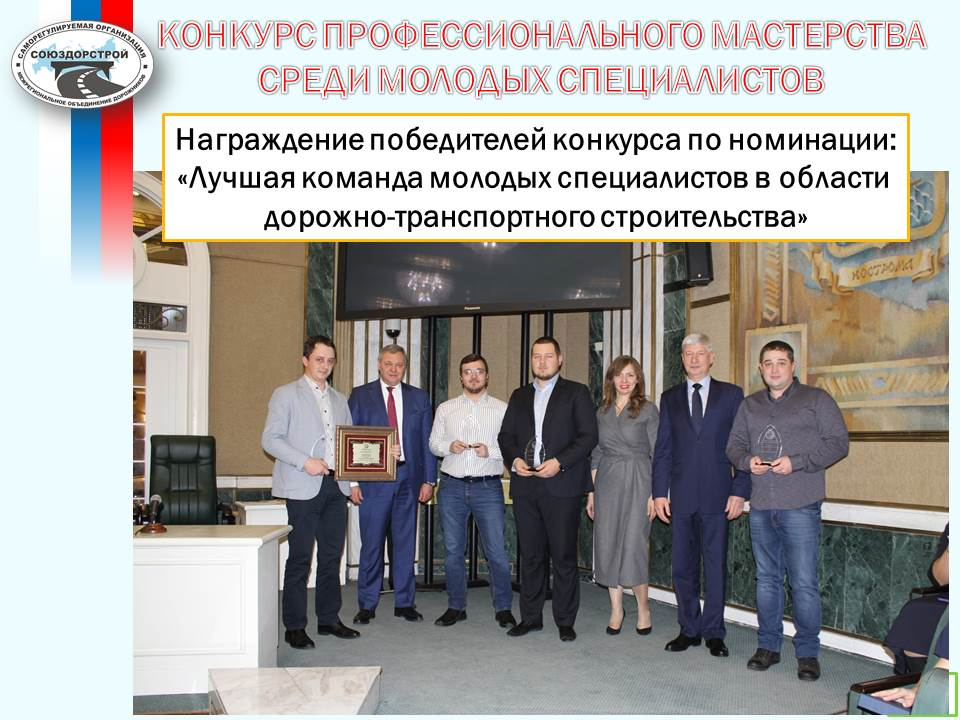 САМОРЕГУЛИРУЕМАЯ ОРГАНИЗАЦИЯ
СОЮЗДОРСТРОЙ
МЕЖРЕГИОНАЛЬНОЕ ОБЪЕДИНЕНИЕ ДОРОЖНИКОВ
КОНКУРС ПРОФЕССИОНАЛЬНОГО МАСТЕРСТВА
СРЕДИ МОЛОДЫХ СПЕЦИАЛИСТОВ
Награждение победителей конкурса по номинации:
«Лучшая команда молодых специалистов в области
дорожно-транспортного строительства»
Panasonic
КОСТРОМА